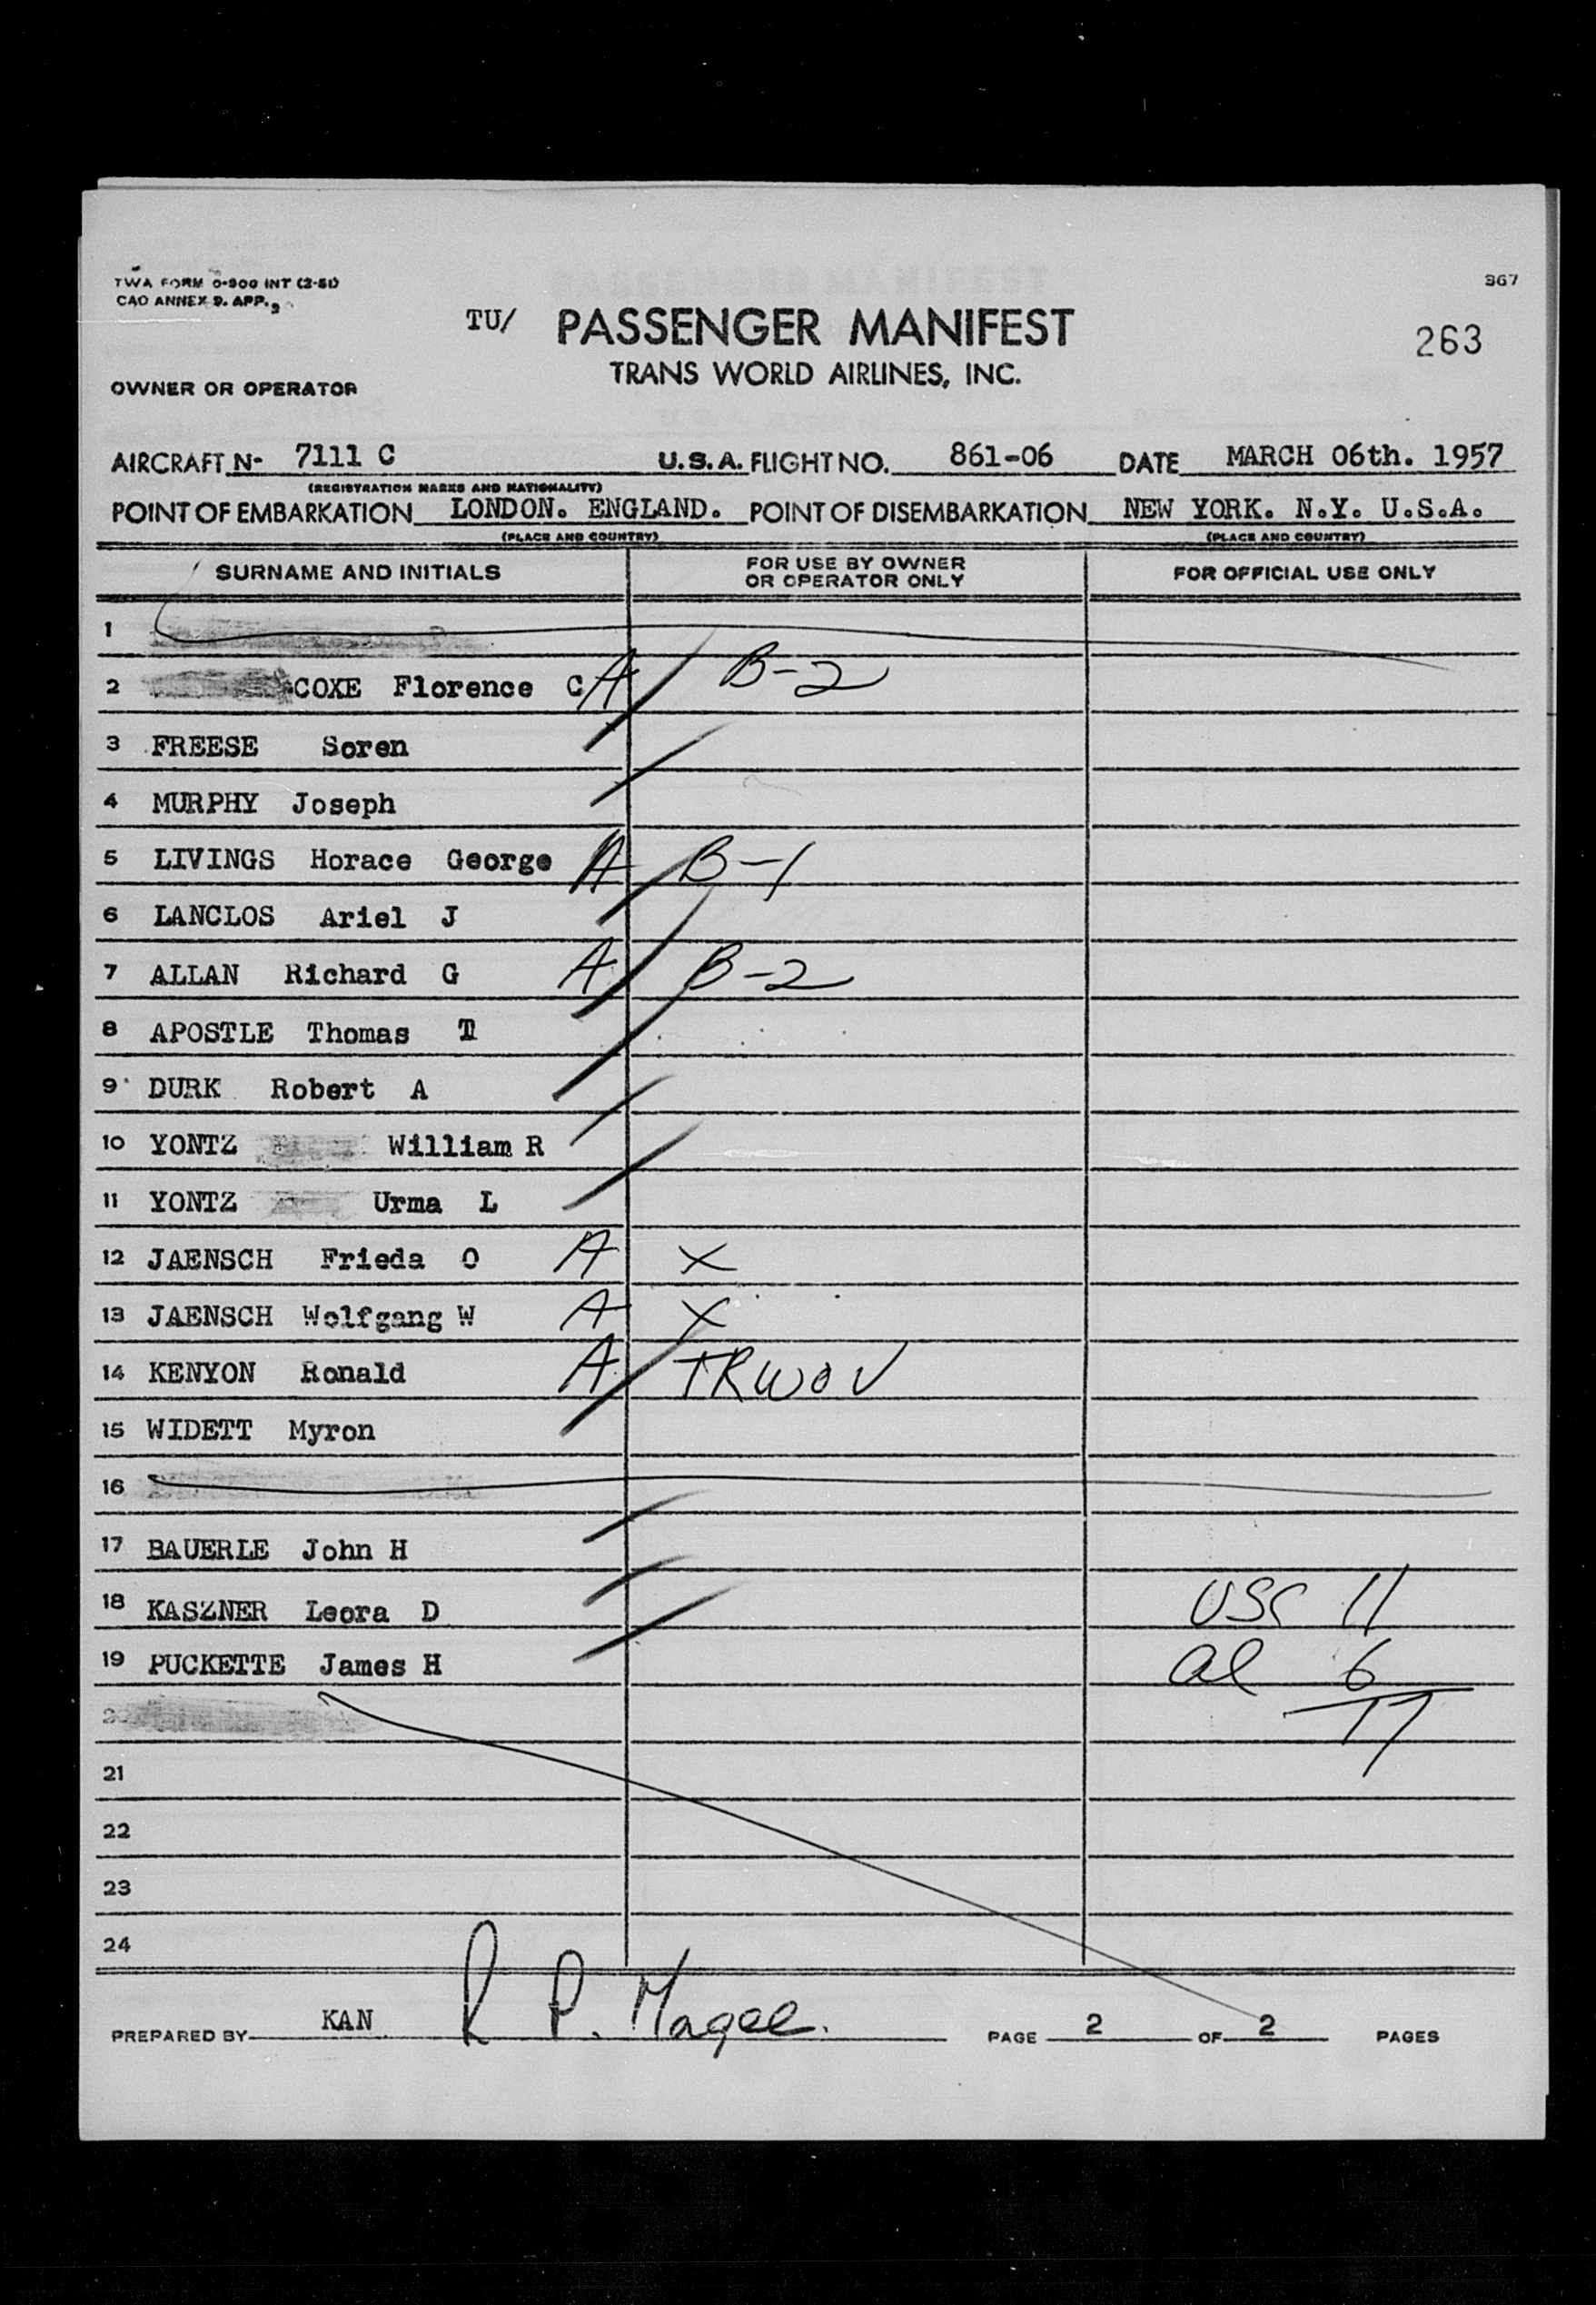 TWA FORM 0-900 INT (2-51)
CAO ANNEX 9. APP. 3
367
TU/ PASSENGER MANIFEST
263
TRANS WORLD AIRLINES, INC.
OWNER OR OPERATOR
AIRCRAFT N- 7111 C U.S.A. FLIGHT NO. 861-06 DATE MARCH 06th. 1957
(REGISTRATION MARKS AND NATIONALITY)
POINT OF EMBARKATION LONDON. ENGLAND. POINT OF DISEMBARKATION NEW YORK. N.Y. U.S.A.
(PLACE AND COUNTRY) (PLACE AND COUNTRY)
SURNAME AND INITIALS FOR USE BY OWNER OR OPERATOR ONLY FOR OFFICIAL USE ONLY
1
2 COXE Florence C A B-2
3 FREESE Soren
4 MURPHY Joseph
5 LIVINGS Horace George A B-1
6 LANCLOS Ariel J
7 ALLAN Richard G A B-2
8 APOSTLE Thomas T
9 DURK Robert A
10 YONTZ William R
11 YONTZ Urma L
12 JAENSCH Frieda O A X
13 JAENSCH Wolfgang W A X
14 KENYON Ronald A TRWOV
15 WIDETT Myron
16
17 BAUERLE John H
18 KASZNER Leora D USC 11
19 PUCKETTE James H al 6
17
21
22
23
24
PREPARED BY KAN R P. Magee. PAGE 2 OF 2 PAGES